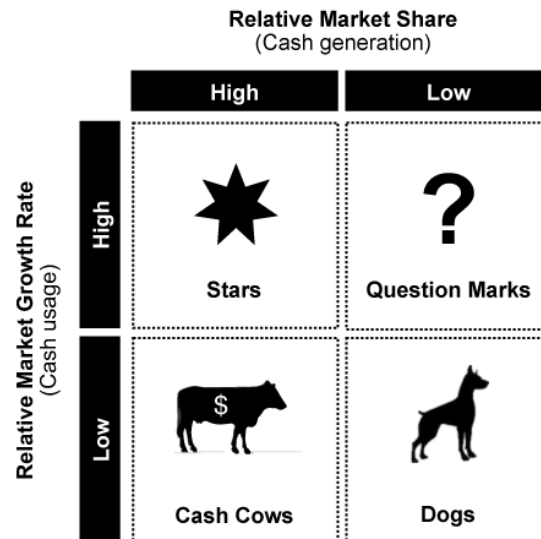 Relative Market Share
(Cash generation)
High
Low
Relative Market Growth Rate
(Cash usage)
High
?
Stars
Question Marks
Low
$
Cash Cows
Dogs